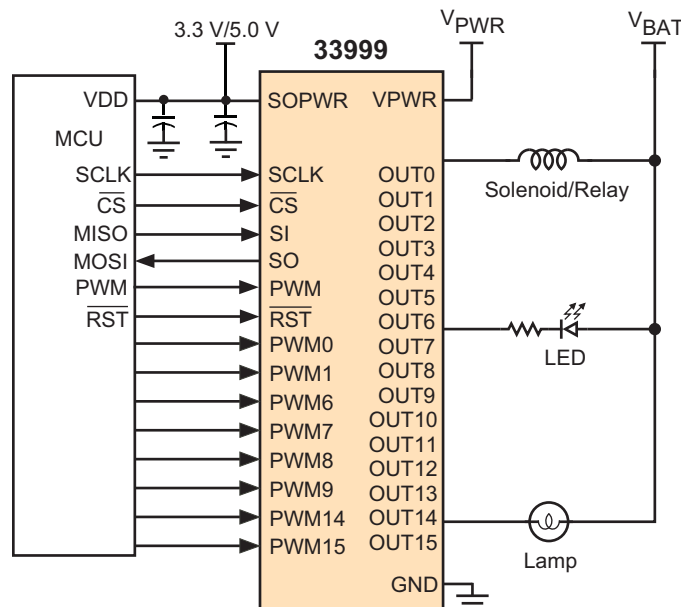 3.3 V/5.0 V
33999
VPWR
VBAT
VDD
MCU
SCLK
CS
MISO
MOSI
PWM
RST
SOPWR
SCLK
CS
SI
SO
PWM
RST
PWM0
PWM1
PWM6
PWM7
PWM8
PWM9
PWM14
PWM15
VPWR
OUT0
OUT1
OUT2
OUT3
OUT4
OUT5
OUT6
OUT7
OUT8
OUT9
OUT10
OUT11
OUT12
OUT13
OUT14
OUT15
GND
Solenoid/Relay
LED
Lamp